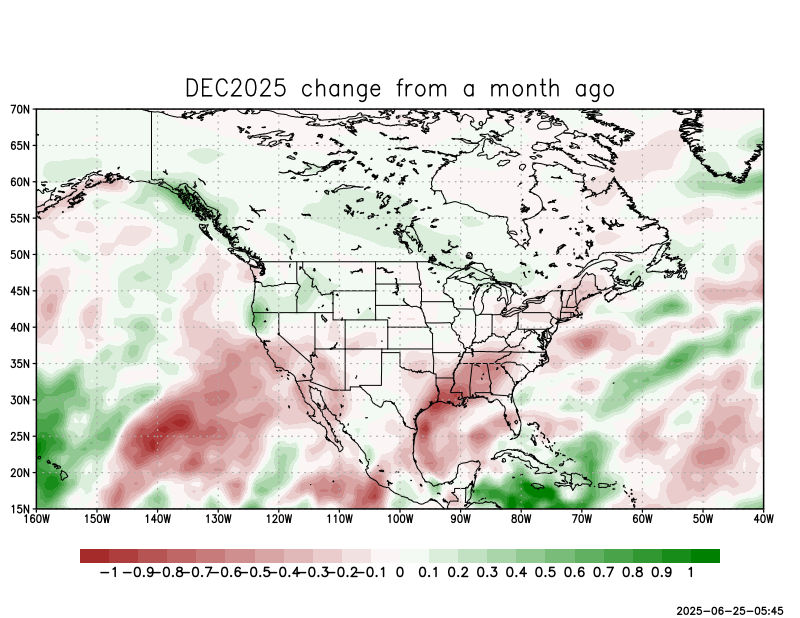 DEC2025 change from a month ago
70N
65N
60N
55N
50N
45N
40N
35N
30N
25N
20N
15N
160W 150W 140W 130W 120W 110W 100W 90W 80W 70W 60W 50W 40W
−1 −0.9 −0.8 −0.7 −0.6 −0.5 −0.4 −0.3 −0.2 −0.1 0 0.1 0.2 0.3 0.4 0.5 0.6 0.7 0.8 0.9 1
2025−06−25−05:45